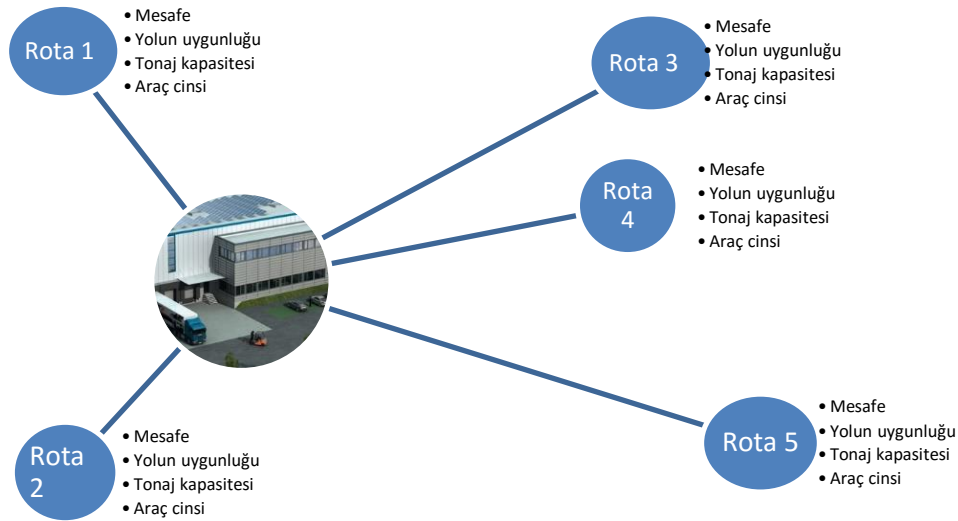 Rota 1
• Mesafe
• Yolun uygunluğu
• Tonaj kapasitesi
• Araç cinsi
Rota 3
• Mesafe
• Yolun uygunluğu
• Tonaj kapasitesi
• Araç cinsi
Rota
4
• Mesafe
• Yolun uygunluğu
• Tonaj kapasitesi
• Araç cinsi
Rota
2
• Mesafe
• Yolun uygunluğu
• Tonaj kapasitesi
• Araç cinsi
Rota 5
• Mesafe
• Yolun uygunluğu
• Tonaj kapasitesi
• Araç cinsi